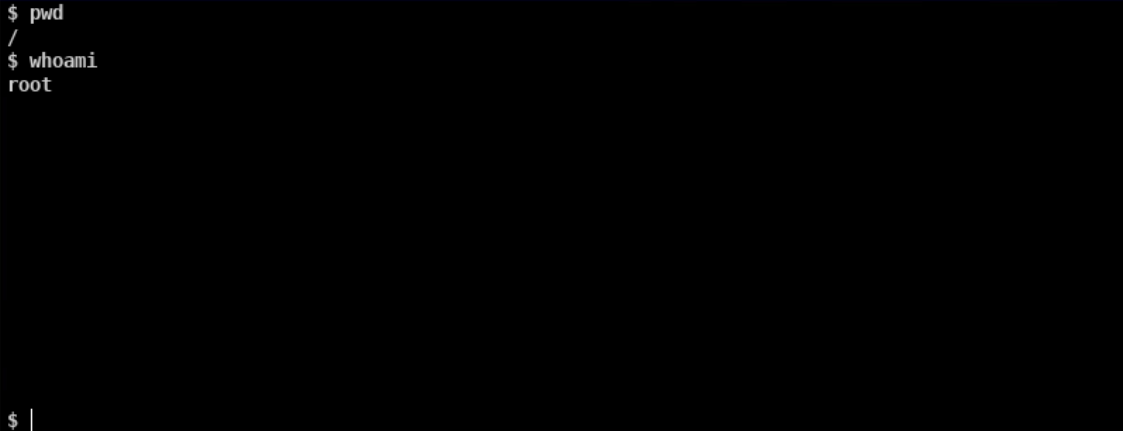 $ pwd
/
$ whoami
root
$